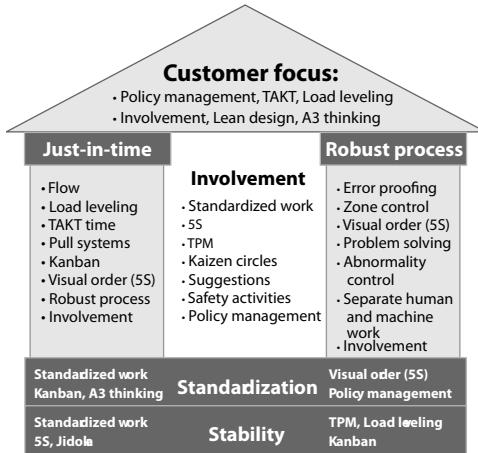 Customer focus:
• Policy management, TAKT, Load leveling
• Involvement, Lean design, A3 thinking
Just-in-time
• Flow
• Load leveling
• TAKT time
• Pull systems
• Kanban
• Visual order (5S)
• Robust process
• Involvement
Involvement
• Standardized work
• 5S
• TPM
• Kaizen circles
• Suggestions
• Safety activities
• Policy management
Robust process
• Error proofing
• Zone control
• Visual order (5S)
• Problem solving
• Abnormality
control
• Separate human
and machine
work
• Involvement
Standardized work
Kanban, A3 thinking
Standardization
Visual order (5S)
Policy management
Standardized work
5S, Jidoka
Stability
TPM, Load leveling
Kanban